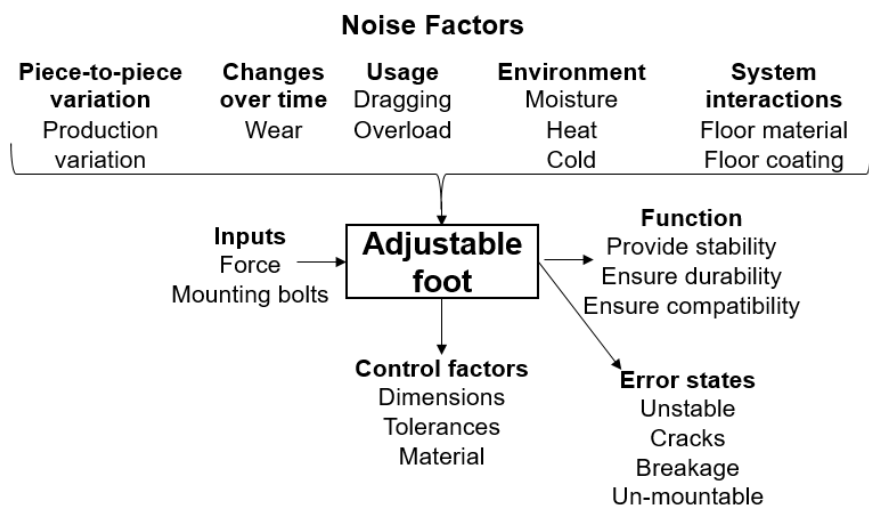 Noise Factors
Piece-to-piece
variation
Production
variation
Changes
over time
Wear
Usage
Dragging
Overload
Environment
Moisture
Heat
Cold
System
interactions
Floor material
Floor coating
Inputs
Force
Mounting bolts
Adjustable
foot
Function
Provide stability
Ensure durability
Ensure compatibility
Control factors
Dimensions
Tolerances
Material
Error states
Unstable
Cracks
Breakage
Un-mountable